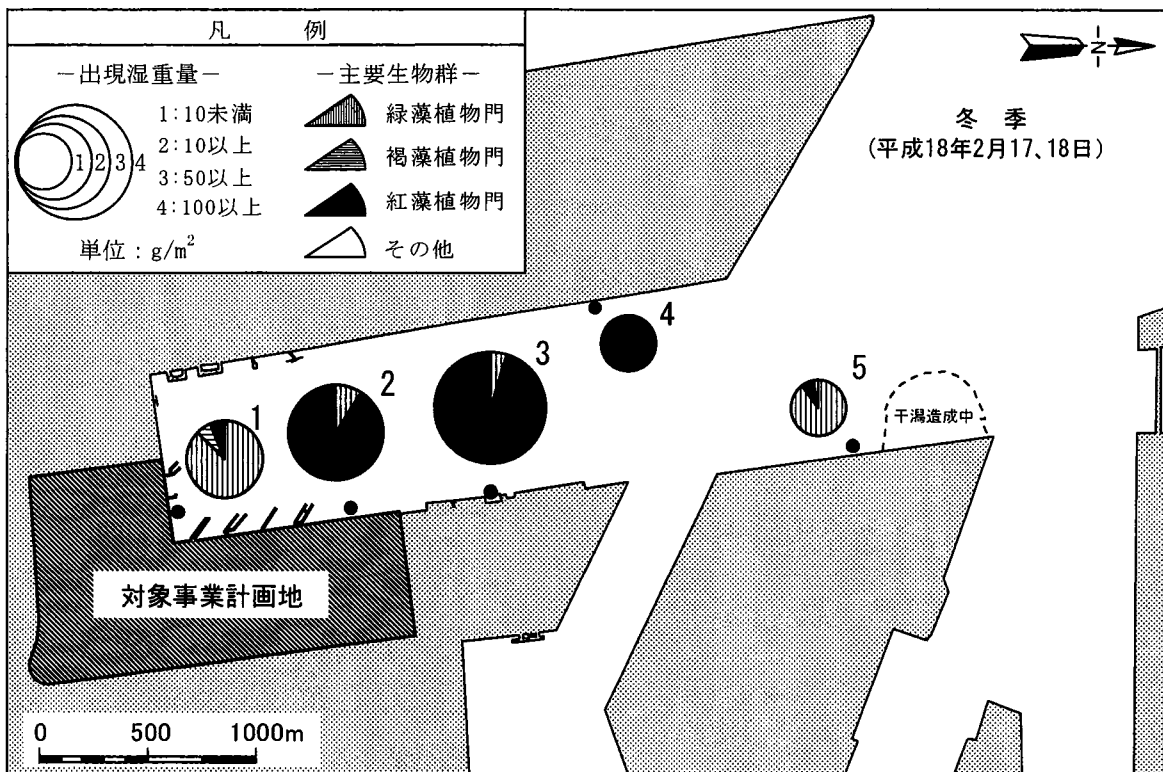 凡 例
－出現湿重量－
1 2 3 4
1:10未満
2:10以上
3:50以上
4:100以上
単位：g/m²
－主要生物群－
緑藻植物門
褐藻植物門
紅藻植物門
その他
N
冬 季
(平成18年2月17、18日)
1
2
3
4
5
干潟造成中
対象事業計画地
0 500 1000m